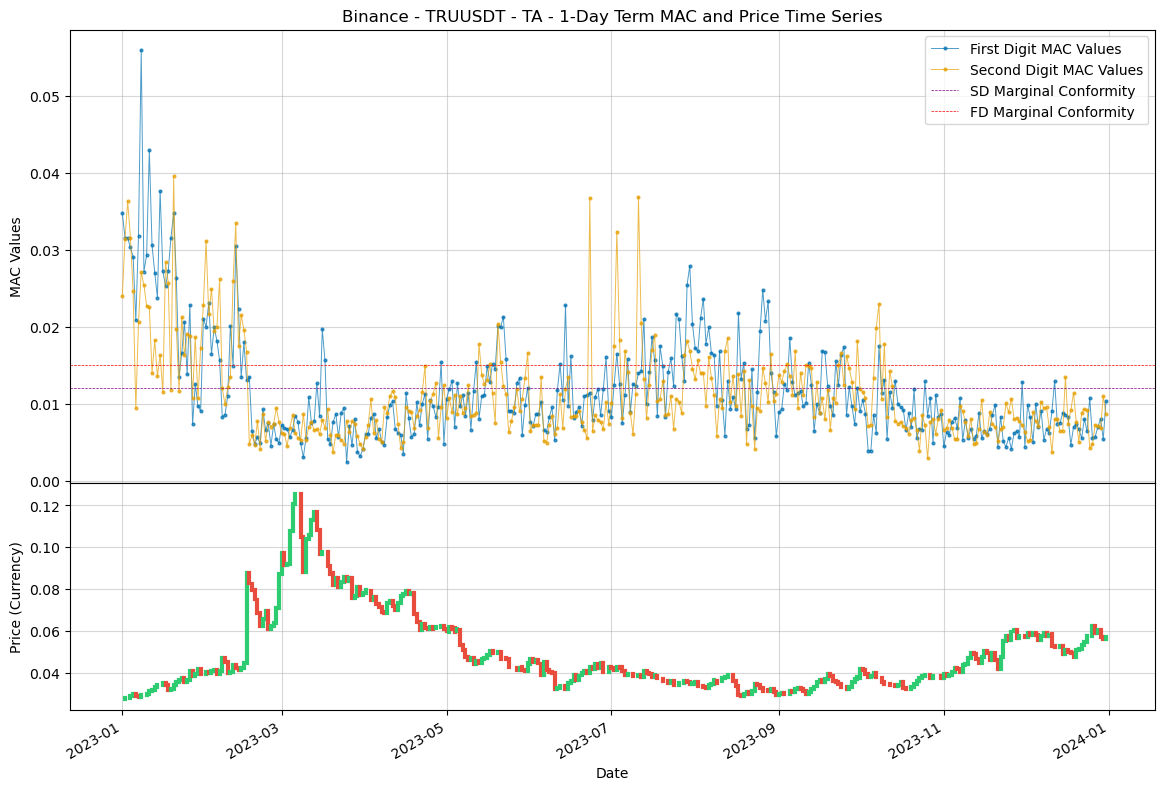 Binance - TRUUSDT - TA - 1-Day Term MAC and Price Time Series
First Digit MAC Values
Second Digit MAC Values
SD Marginal Conformity
FD Marginal Conformity
MAC Values
0.05
0.04
0.03
0.02
0.01
0.00
Price (Currency)
0.12
0.10
0.08
0.06
0.04
2023-01
2023-03
2023-05
2023-07
2023-09
2023-11
2024-01
Date